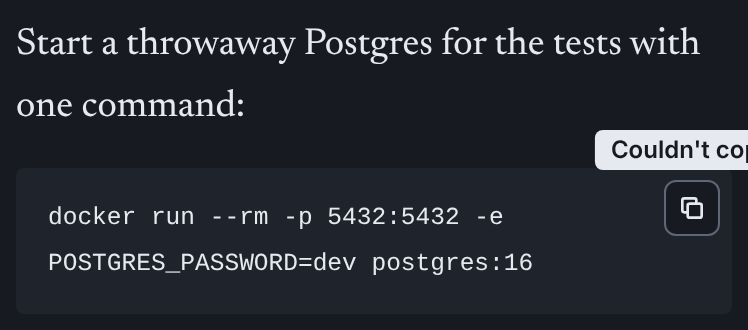 Start a throwaway Postgres for the tests with
one command:
Couldn't
docker run --rm -p 5432:5432 -e
POSTGRES_PASSWORD=dev postgres:16